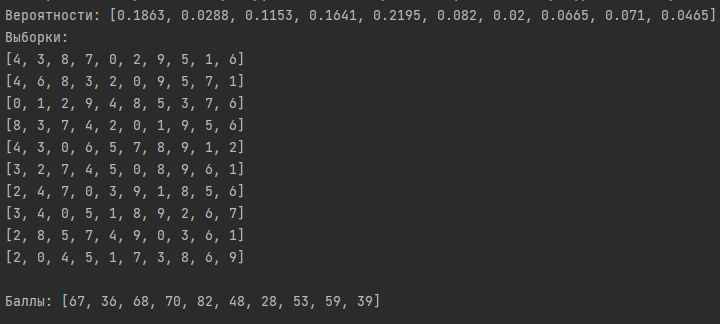 Вероятности: [0.1863, 0.0288, 0.1153, 0.1641, 0.2195, 0.082, 0.02, 0.0665, 0.071, 0.0465]
Выборки:
[4, 3, 8, 7, 0, 2, 9, 5, 1, 6]
[4, 6, 8, 3, 2, 0, 9, 5, 7, 1]
[0, 1, 2, 9, 4, 8, 5, 3, 7, 6]
[8, 3, 7, 4, 2, 0, 1, 9, 5, 6]
[4, 3, 0, 6, 5, 7, 8, 9, 1, 2]
[3, 2, 7, 4, 5, 0, 8, 9, 6, 1]
[2, 4, 7, 0, 3, 9, 1, 8, 5, 6]
[3, 4, 0, 5, 1, 8, 9, 2, 6, 7]
[2, 8, 5, 7, 4, 9, 0, 3, 6, 1]
[2, 0, 4, 5, 1, 7, 3, 8, 6, 9]
Баллы: [67, 36, 68, 70, 82, 48, 28, 53, 59, 39]